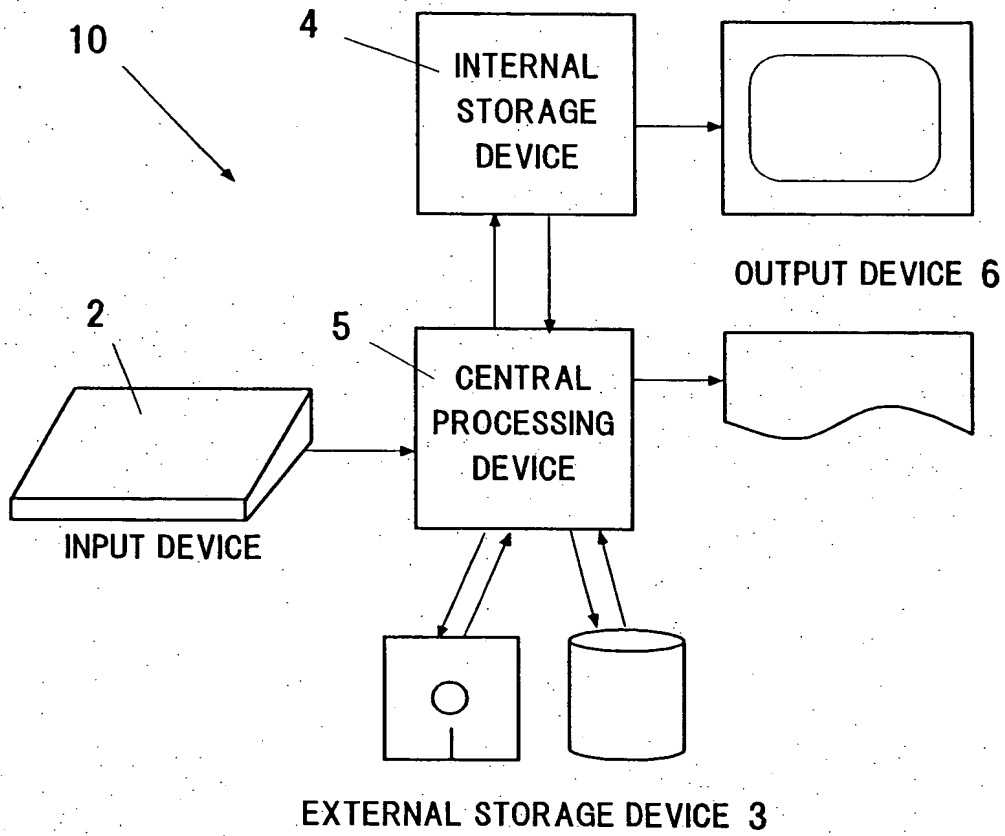 10
4
INTERNAL
STORAGE
DEVICE
OUTPUT DEVICE 6
2
5
CENTRAL
PROCESSING
DEVICE
INPUT DEVICE
EXTERNAL STORAGE DEVICE 3